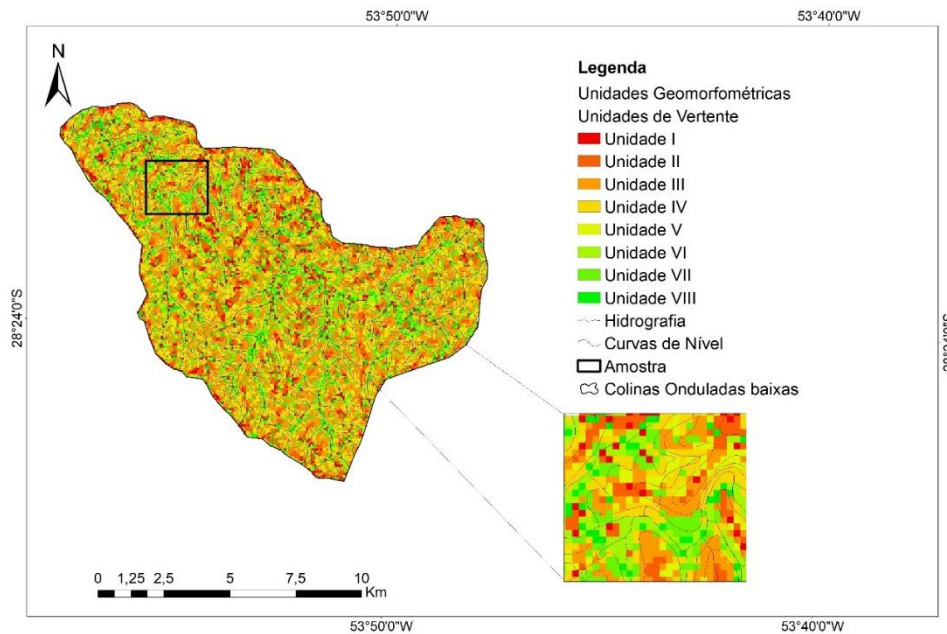 53°50'0"W
53°40'0"W
N
28°24'0"S
Legenda
Unidades Geomorfométricas
Unidades de Vertente
Unidade I
Unidade II
Unidade III
Unidade IV
Unidade V
Unidade VI
Unidade VII
Unidade VIII
Hidrografia
Curvas de Nível
Amostra
Colinas Onduladas baixas
0 1,25 2,5 5 7,5 10
Km
53°50'0"W
53°40'0"W